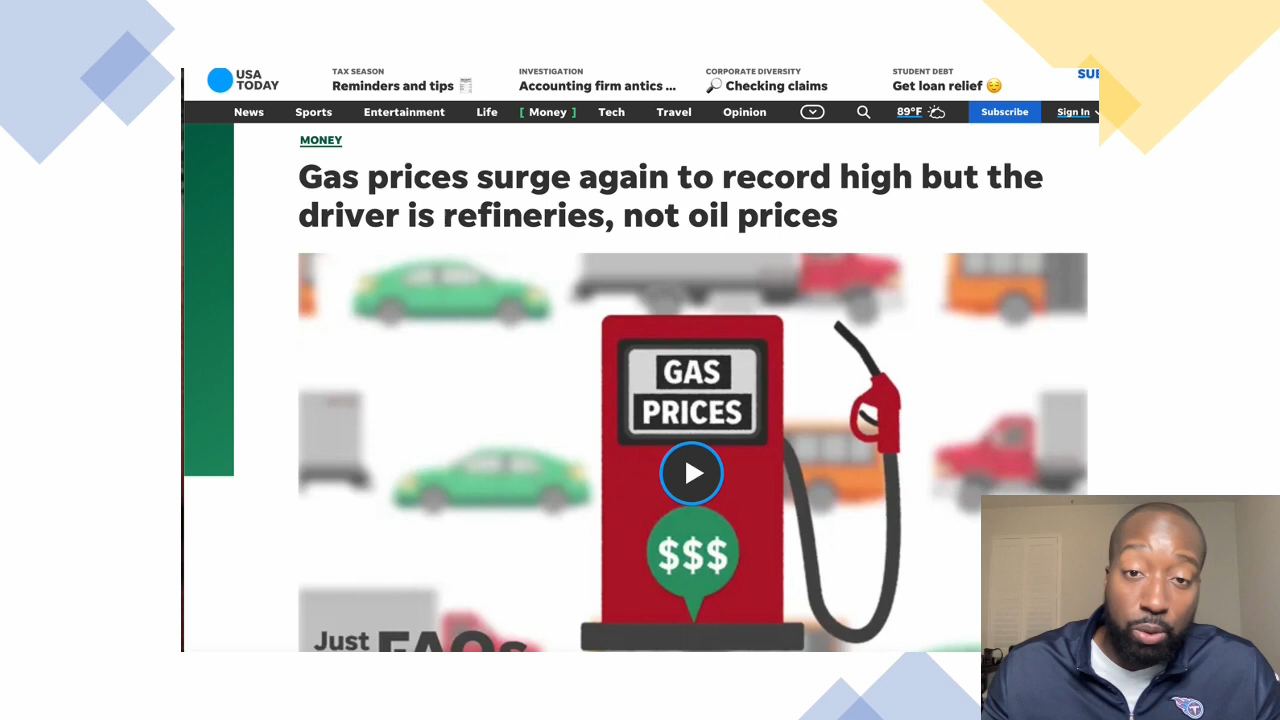 USA
TODAY
TAX SEASON
Reminders and tips
INVESTIGATION
Accounting firm antics ...
CORPORATE DIVERSITY
Checking claims
STUDENT DEBT
Get loan relief
SUB
News Sports Entertainment Life [ Money ] Tech Travel Opinion 89°F Subscribe Sign In
MONEY
Gas prices surge again to record high but the
driver is refineries, not oil prices
GAS
PRICES
$$$
Just FAQs
T